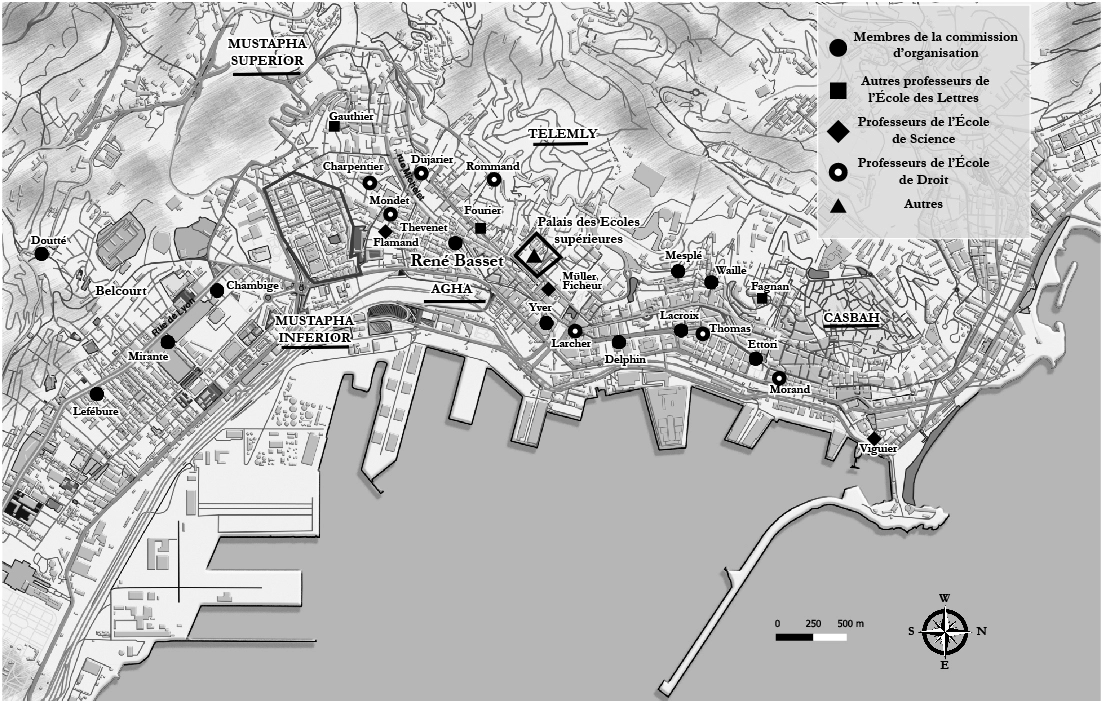 Membres de la commission
d'organisation
Autres professeurs de
l'École des Lettres
Professeurs de l'École
de Science
Professeurs de l'École
de Droit
Autres
MUSTAPHA
SUPERIOR
Gauthier
TELEMLY
Charpentier
Dujarier
Rommand
rue Michelet
Mondet
Fourier
Thevenet
Flamand
Palais des Ecoles
supérieures
Doutté
René Basset
Mesplé
Waille
Müller
Ficheur
Fagnan
Belcourt
Chambige
AGHA
Rue de Lyon
MUSTAPHA
INFERIOR
Yver
Lacroix
Thomas
CASBAH
Mirante
Larcher
Delphin
Ettori
Morand
Lefébure
Viguier
0 250 500 m
W
S N
E